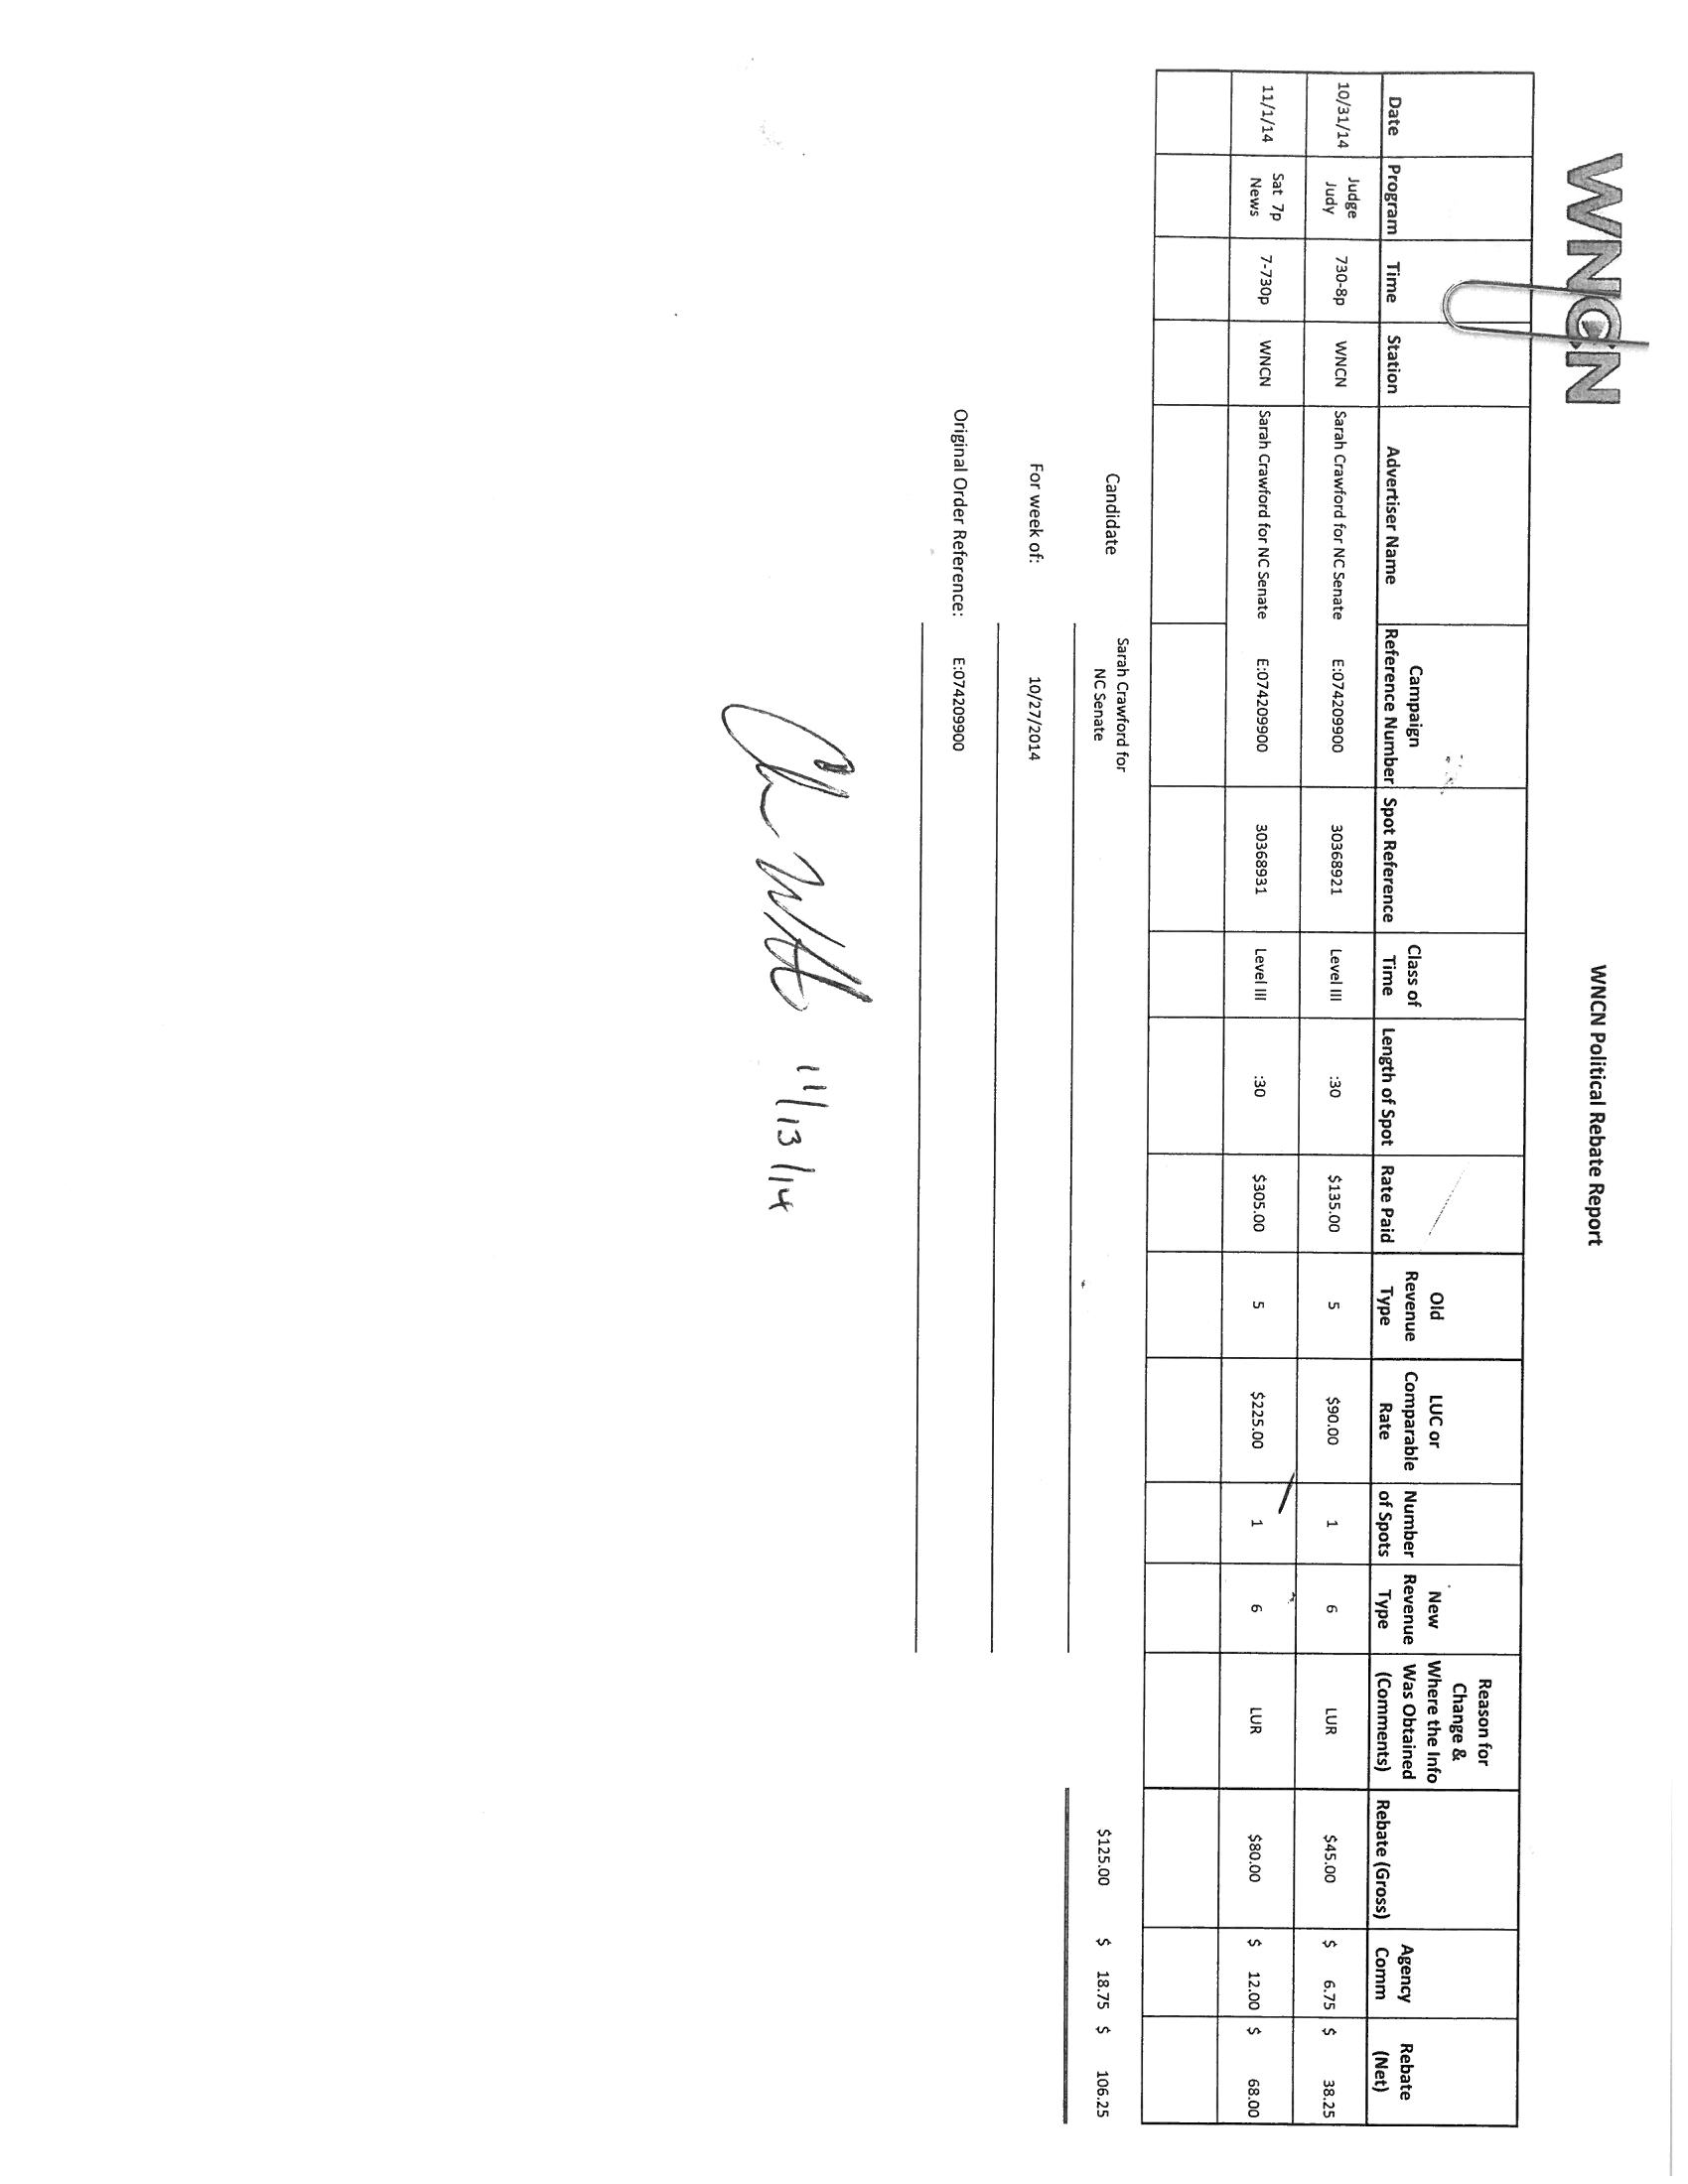 WNCN
WNCN Political Rebate Report
Date Program Time Station Advertiser Name Campaign Reference Number Spot Reference Class of Time Length of Spot Rate Paid Old Revenue Type LUC or Comparable Rate Number of Spots New Revenue Type Reason for Change & Where the Info Was Obtained (Comments) Rebate (Gross) Agency Comm Rebate (Net)
10/31/14 Judge Judy 730-8p WNCN Sarah Crawford for NC Senate E:074209900 30368921 Level III :30 $135.00 5 $90.00 1 6 LUR $45.00 $ 6.75 $ 38.25
11/1/14 Sat 7p News 7-730p WNCN Sarah Crawford for NC Senate E:074209900 30368931 Level III :30 $305.00 5 $225.00 1 6 LUR $80.00 $ 12.00 $ 68.00
$125.00 $ 18.75 $ 106.25
Candidate Sarah Crawford for NC Senate
For week of: 10/27/2014
Original Order Reference: E:074209900
11/13/14